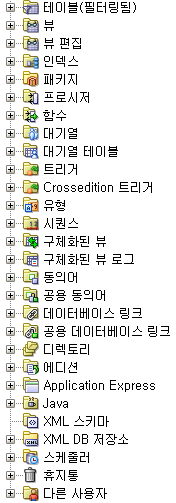 테이블(필터링됨)
뷰
뷰 편집
인덱스
패키지
프로시저
함수
대기열
대기열 테이블
트리거
Crossedition 트리거
유형
시퀀스
구체화된 뷰
구체화된 뷰 로그
동의어
공용 동의어
데이터베이스 링크
공용 데이터베이스 링크
디렉토리
에디션
Application Express
Java
XML 스키마
XML DB 저장소
스케줄러
휴지통
다른 사용자